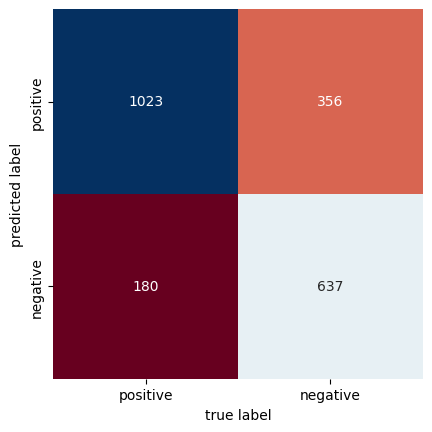 predicted label
positive
1023
356
negative
180
637
positive
negative
true label